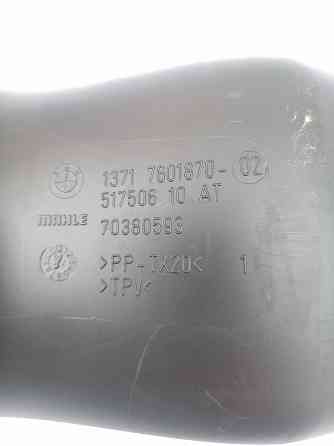 1371 7601870- 02
517506 10 AT
MAHLE 70380593
>PP-TX20< 1
>TPV<